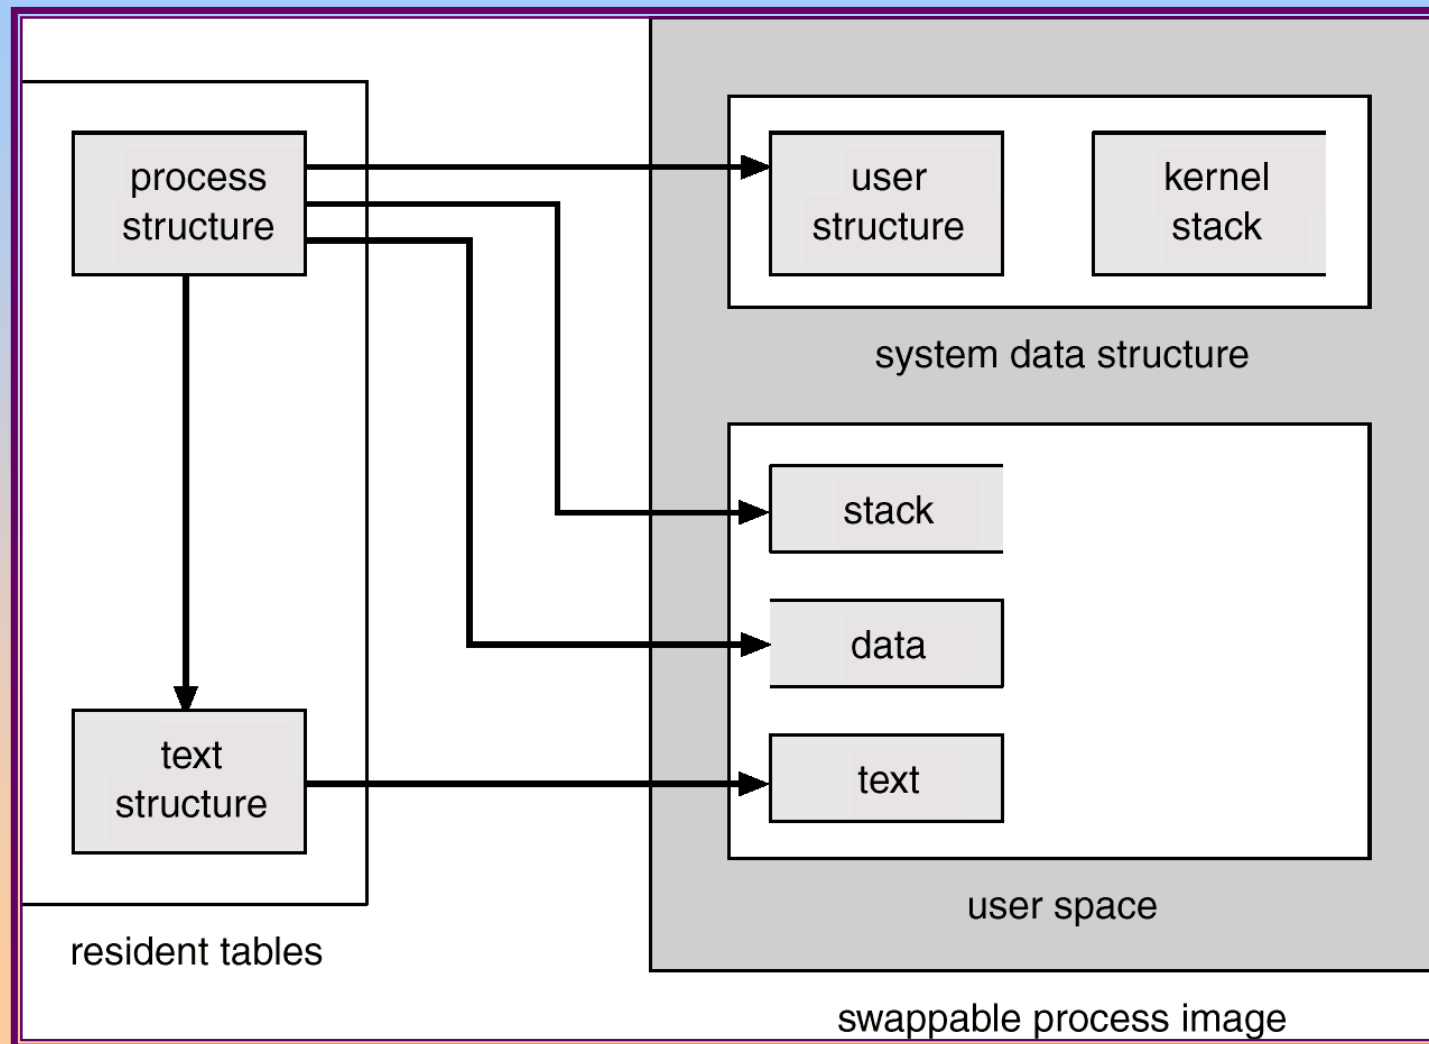 process
structure
user
structure
kernel
stack
system data structure
stack
data
text
text
structure
user space
resident tables
swappable process image